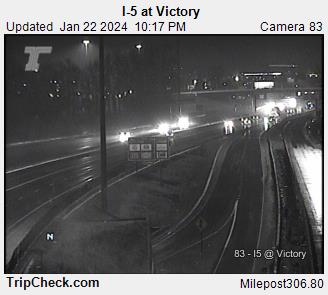 I-5 at Victory
Updated Jan 22 2024 10:17 PM Camera 83
T
N
83 - I5 @ Victory
TripCheck.com Milepost306.80